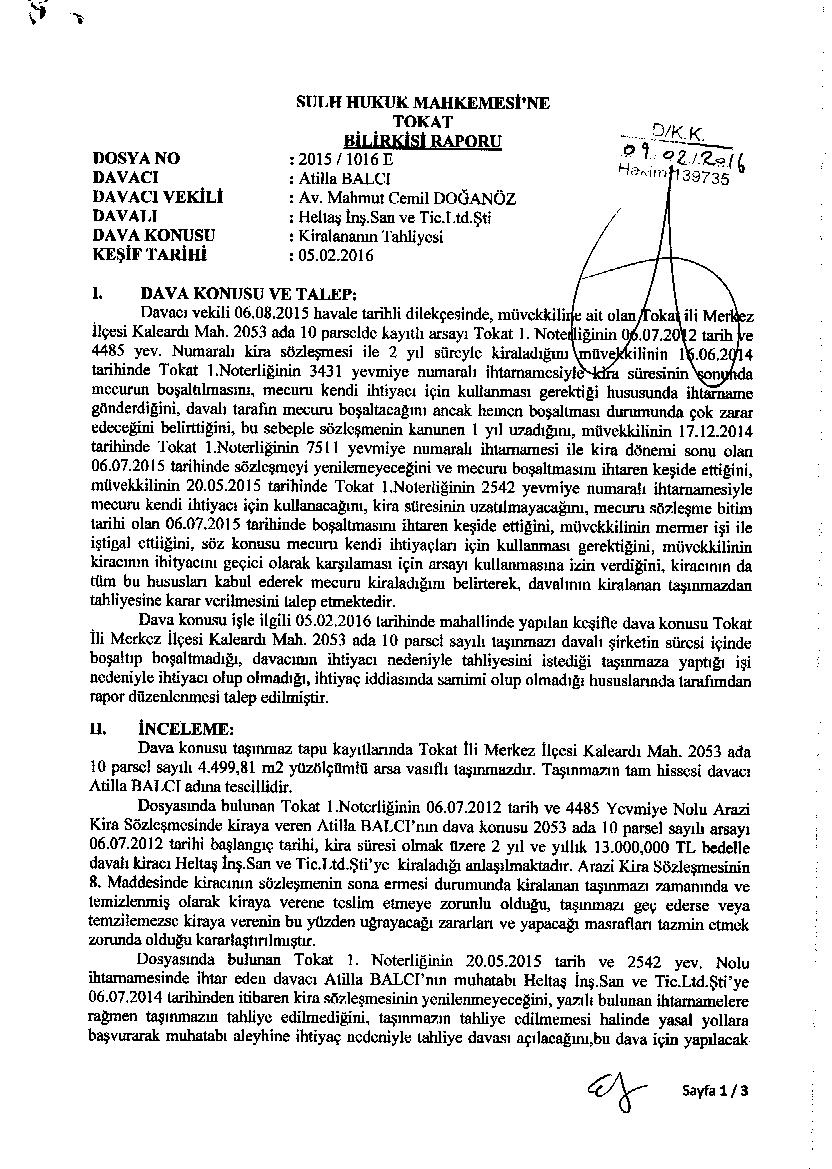 SULH HUKUK MAHKEMESİ'NE
TOKAT
BİLİRKİŞİ RAPORU
D/K.K.
09.02.2016
Hakim 139735
DOSYA NO : 2015 / 1016 E
DAVACI : Atilla BALCI
DAVACI VEKİLİ : Av. Mahmut Cemil DOĞANÖZ
DAVALI : Heltaş İnş.San ve Tic.Ltd.Şti
DAVA KONUSU : Kiralananın Tahliyesi
KEŞİF TARİHİ : 05.02.2016
I. DAVA KONUSU VE TALEP:
Davacı vekili 06.08.2015 havale tarihli dilekçesinde, müvekkiline ait olan Tokat ili Merkez
İlçesi Kaleardı Mah. 2053 ada 10 parselde kayıtlı arsayı Tokat 1. Noterliğinin 06.07.2012 tarih ve
4485 yev. Numaralı kira sözleşmesi ile 2 yıl süreyle kiraladığını müvekkilinin 16.06.2014
tarihinde Tokat 1.Noterliğinin 3431 yevmiye numaralı ihtarnamesiyle kira süresinin sonunda
mecurun boşaltılmasını, mecuru kendi ihtiyacı için kullanması gerektiği hususunda ihtarname
gönderdiğini, davalı tarafın mecuru boşaltacağını ancak hemen boşaltması durumunda çok zarar
edeceğini belirttiğini, bu sebeple sözleşmenin kanunen 1 yıl uzadığını, müvekkilinin 17.12.2014
tarihinde Tokat 1.Noterliğinin 7511 yevmiye numaralı ihtarnamesi ile kira dönemi sonu olan
06.07.2015 tarihinde sözleşmeyi yenilemeyeceğini ve mecuru boşaltmasını ihtaren keşide ettiğini,
müvekkilinin 20.05.2015 tarihinde Tokat 1.Noterliğinin 2542 yevmiye numaralı ihtarnamesiyle
mecuru kendi ihtiyacı için kullanacağını, kira süresinin uzatılmayacağını, mecuru sözleşme bitim
tarihi olan 06.07.2015 tarihinde boşaltmasını ihtaren keşide ettiğini, müvekkilinin mermer işi ile
iştigal ettiiğini, söz konusu mecuru kendi ihtiyaçları için kullanması gerektiğini, müvekkilinin
kiracının ihityacını geçici olarak karşılaması için arsayı kullanmasına izin verdiğini, kiracının da
tüm bu hususları kabul ederek mecuru kiraladığını belirterek, davalının kiralanan taşınmazdan
tahliyesine karar verilmesini talep etmektedir.
Dava konusu işle ilgili 05.02.2016 tarihinde mahallinde yapılan keşifte dava konusu Tokat
İli Merkez İlçesi Kaleardı Mah. 2053 ada 10 parsel sayılı taşınmazı davalı şirketin süresi içinde
boşaltıp boşaltmadığı, davacının ihtiyacı nedeniyle tahliyesini istediği taşınmaza yaptığı işi
nedeniyle ihtiyacı olup olmadığı, ihtiyaç iddiasında samimi olup olmadığı hususlarında tarafımdan
rapor düzenlenmesi talep edilmiştir.
II. İNCELEME:
Dava konusu taşınmaz tapu kayıtlarında Tokat İli Merkez İlçesi Kaleardı Mah. 2053 ada
10 parsel sayılı 4.499,81 m2 yüzölçümlü arsa vasıflı taşınmazdır. Taşınmazın tam hissesi davacı
Atilla BALCI adına tescillidir.
Dosyasında bulunan Tokat 1.Noterliğinin 06.07.2012 tarih ve 4485 Yevmiye Nolu Arazi
Kira Sözleşmesinde kiraya veren Atilla BALCI'nın dava konusu 2053 ada 10 parsel sayılı arsayı
06.07.2012 tarihi başlangıç tarihi, kira süresi olmak üzere 2 yıl ve yıllık 13.000,000 TL bedelle
davalı kiracı Heltaş İnş.San ve Tic.Ltd.Şti'ye kiraladığı anlaşılmaktadır. Arazi Kira Sözleşmesinin
8. Maddesinde kiracının sözleşmenin sona ermesi durumunda kiralanan taşınmazı zamanında ve
temizlenmiş olarak kiraya verene teslim etmeye zorunlu olduğu, taşınmazı geç ederse veya
temzilemezse kiraya verenin bu yüzden uğrayacağı zararları ve yapacağı masrafları tazmin etmek
zorunda olduğu kararlaştırılmıştır.
Dosyasında bulunan Tokat 1. Noterliğinin 20.05.2015 tarih ve 2542 yev. Nolu
ihtarnamesinde ihtar eden davacı Atilla BALCI'nın muhatabı Heltaş İnş.San ve Tic.Ltd.Şti'ye
06.07.2014 tarihinden itibaren kira sözleşmesinin yenilenmeyeceğini, yazılı bulunan ihtarnamelere
rağmen taşınmazın tahliye edilmediğini, taşınmazın tahliye edilmemesi halinde yasal yollara
başvurarak muhatabı aleyhine ihtiyaç nedeniyle tahliye davası açılacağını,bu dava için yapılacak
Sayfa 1 / 3